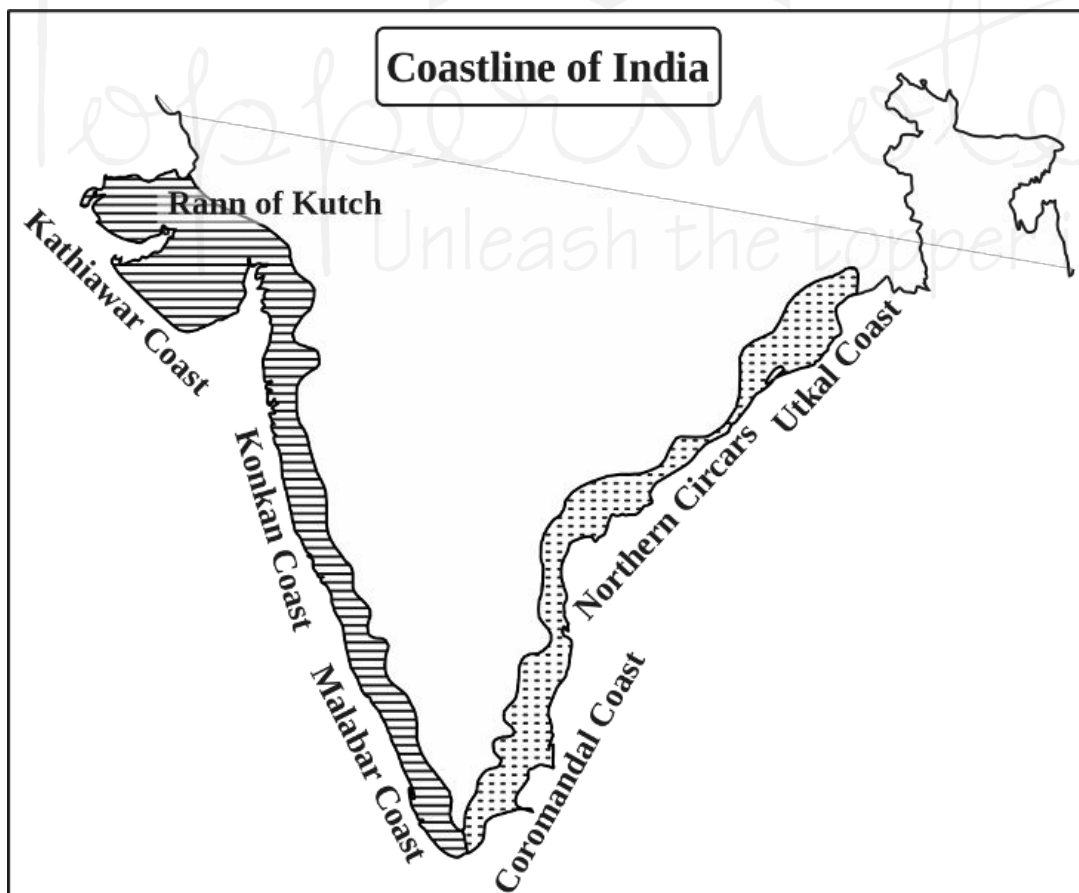 Coastline of India
Toppersnote
Unleash the topper i
Rann of Kutch
Kathiawar Coast
Konkan Coast
Malabar Coast
Utkal Coast
Northern Circars
Coromandal Coast